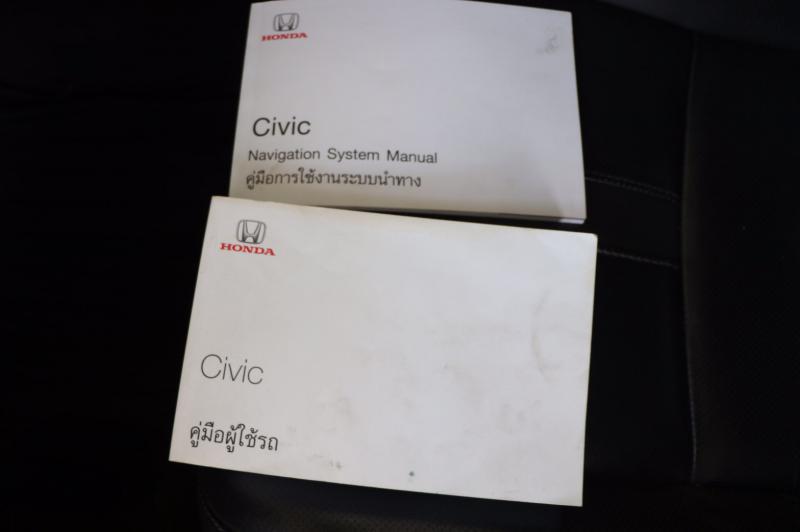 HONDA
Civic
Navigation System Manual
คู่มือการใช้งานระบบนำทาง
HONDA
Civic
คู่มือผู้ใช้รถ